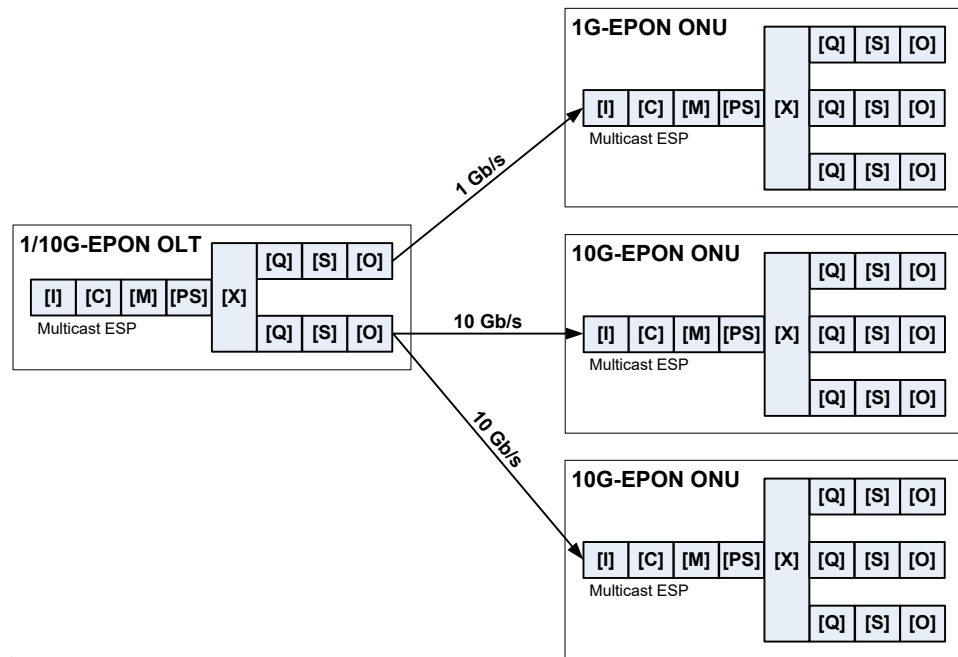 1G-EPON ONU
[Q] [S] [O]
[I] [C] [M] [PS] [X] [Q] [S] [O]
Multicast ESP
[Q] [S] [O]
1 Gb/s
1/10G-EPON OLT
[Q] [S] [O]
[I] [C] [M] [PS] [X]
Multicast ESP
[Q] [S] [O]
10 Gb/s
10G-EPON ONU
[Q] [S] [O]
[I] [C] [M] [PS] [X] [Q] [S] [O]
Multicast ESP
[Q] [S] [O]
10 Gb/s
10G-EPON ONU
[Q] [S] [O]
[I] [C] [M] [PS] [X] [Q] [S] [O]
Multicast ESP
[Q] [S] [O]